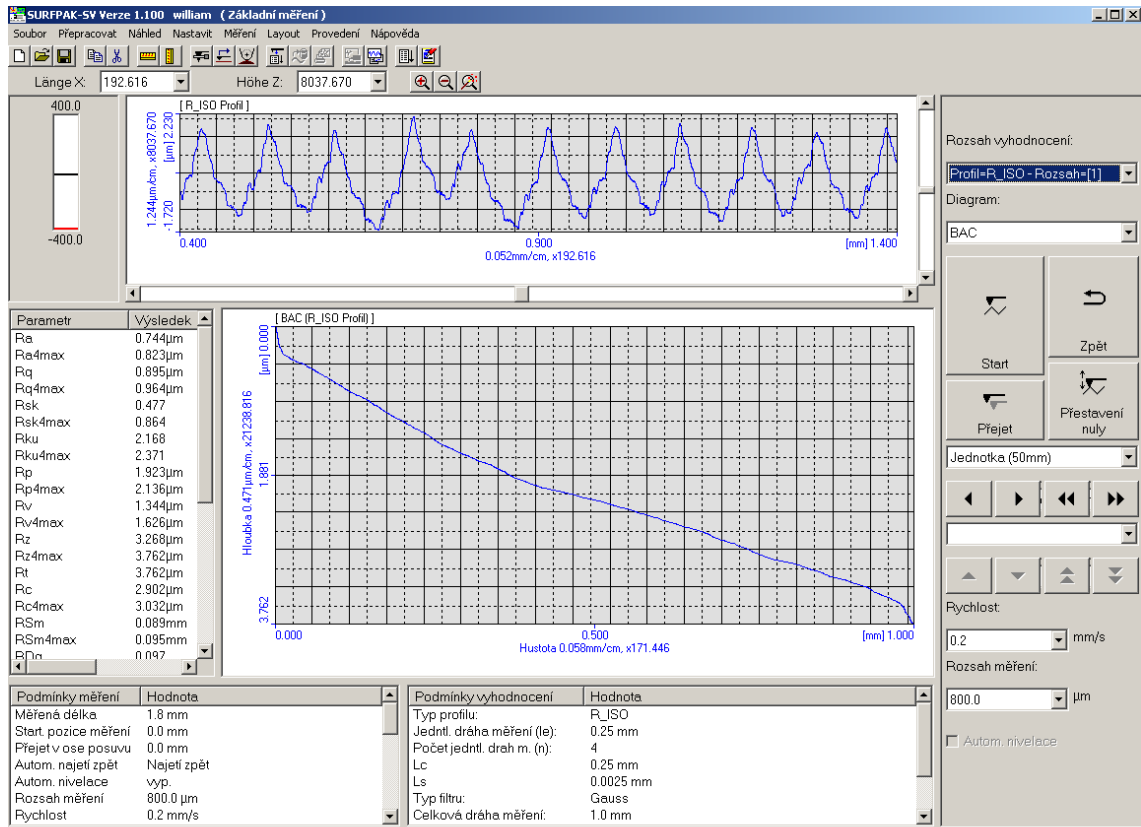 SURFPAK-SV Verze 1.100 william ( Základní měření )
Soubor Přepracovat Náhled Nastavit Měření Layout Provedení Nápověda
Länge X: 192.616 Höhe Z: 8037.670
400.0
-400.0
[ R_ISO Profil ]
1.244µm/cm, x8037.670
-1.720 [µm] 2.230
0.400 0.900 [mm] 1.400
0.052mm/cm, x192.616
Rozsah vyhodnocení:
Profil=R_ISO - Rozsah=[1]
Diagram:
BAC
Start
Zpět
Přejet
Přestavení
nuly
Jednotka (50mm)
Rychlost:
0.2 mm/s
Rozsah měření:
800.0 µm
Autom. nivelace
Parametr Výsledek
Ra 0.744µm
Ra4max 0.823µm
Rq 0.895µm
Rq4max 0.964µm
Rsk 0.477
Rsk4max 0.864
Rku 2.168
Rku4max 2.371
Rp 1.923µm
Rp4max 2.136µm
Rv 1.344µm
Rv4max 1.626µm
Rz 3.268µm
Rz4max 3.762µm
Rt 3.762µm
Rc 2.902µm
Rc4max 3.032µm
RSm 0.089mm
RSm4max 0.095mm
RDq 0.097
[ BAC (R_ISO Profil) ]
Hloubka 0.471µm/cm, x21238.816
3.762 1.881 [µm] 0.000
0.000 0.500 [mm] 1.000
Hustota 0.058mm/cm, x171.446
Podmínky měření Hodnota
Měřená délka 1.8 mm
Start. pozice měření 0.0 mm
Přejet v ose posuvu 0.0 mm
Autom. najetí zpět Najetí zpět
Autom. nivelace vyp.
Rozsah měření 800.0 µm
Rychlost 0.2 mm/s
Podmínky vyhodnocení Hodnota
Typ profilu: R_ISO
Jedntl. dráha měření (le): 0.25 mm
Počet jedntl. drah m. (n): 4
Lc 0.25 mm
Ls 0.0025 mm
Typ filtru: Gauss
Celková dráha měření: 1.0 mm